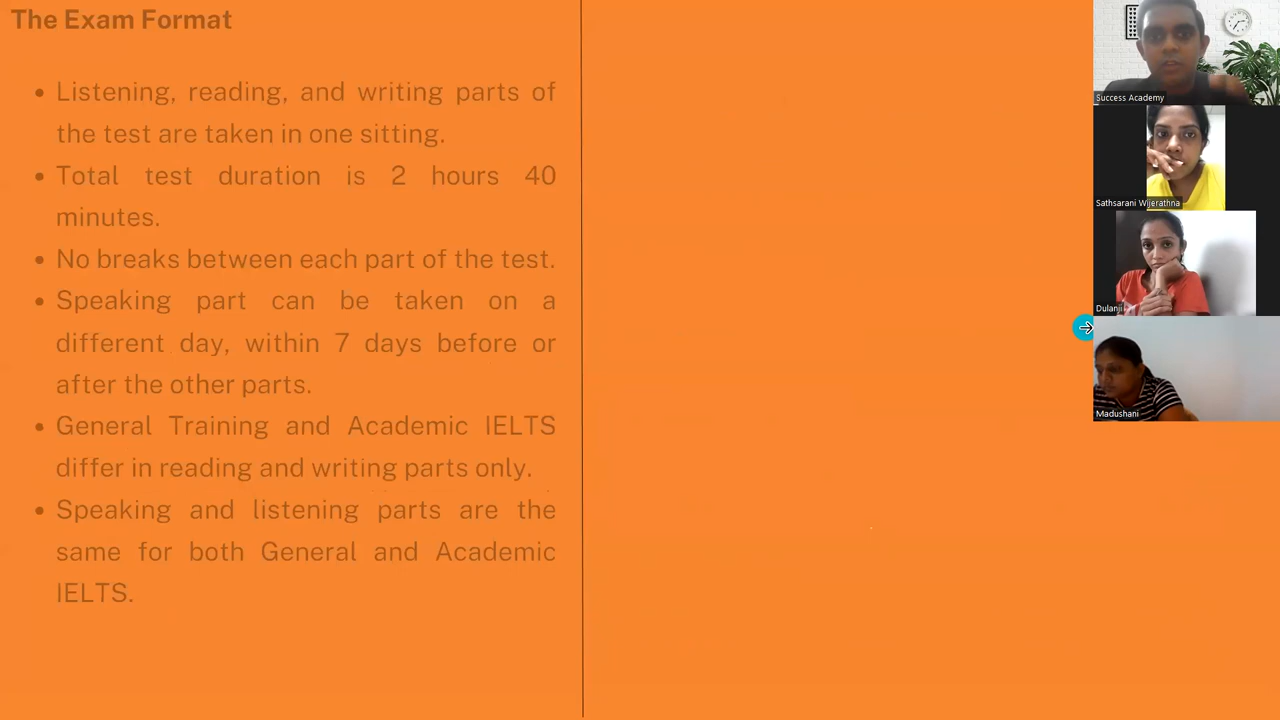 The Exam Format
• Listening, reading, and writing parts of
the test are taken in one sitting.
• Total test duration is 2 hours 40
minutes.
• No breaks between each part of the test.
• Speaking part can be taken on a
different day, within 7 days before or
after the other parts.
• General Training and Academic IELTS
differ in reading and writing parts only.
• Speaking and listening parts are the
same for both General and Academic
IELTS.
Success Academy
Sathsarani Wijerathna
Dulanji
Madushani